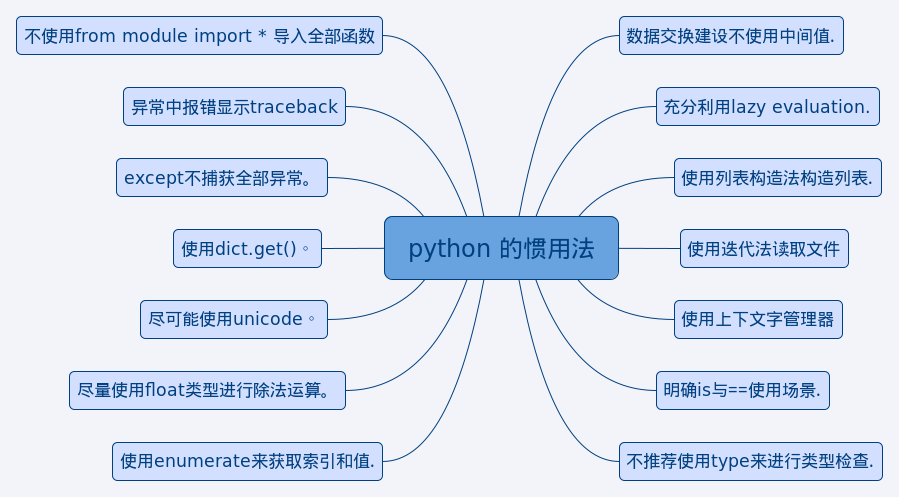 不使用from module import * 导入全部函数
异常中报错显示traceback
except不捕获全部异常。
使用dict.get() 。
尽可能使用unicode。
尽量使用float类型进行除法运算。
使用enumerate来获取索引和值.
python 的惯用法
数据交换建设不使用中间值.
充分利用lazy evaluation.
使用列表构造法构造列表.
使用迭代法读取文件
使用上下文字管理器
明确is与==使用场景.
不推荐使用type来进行类型检查.